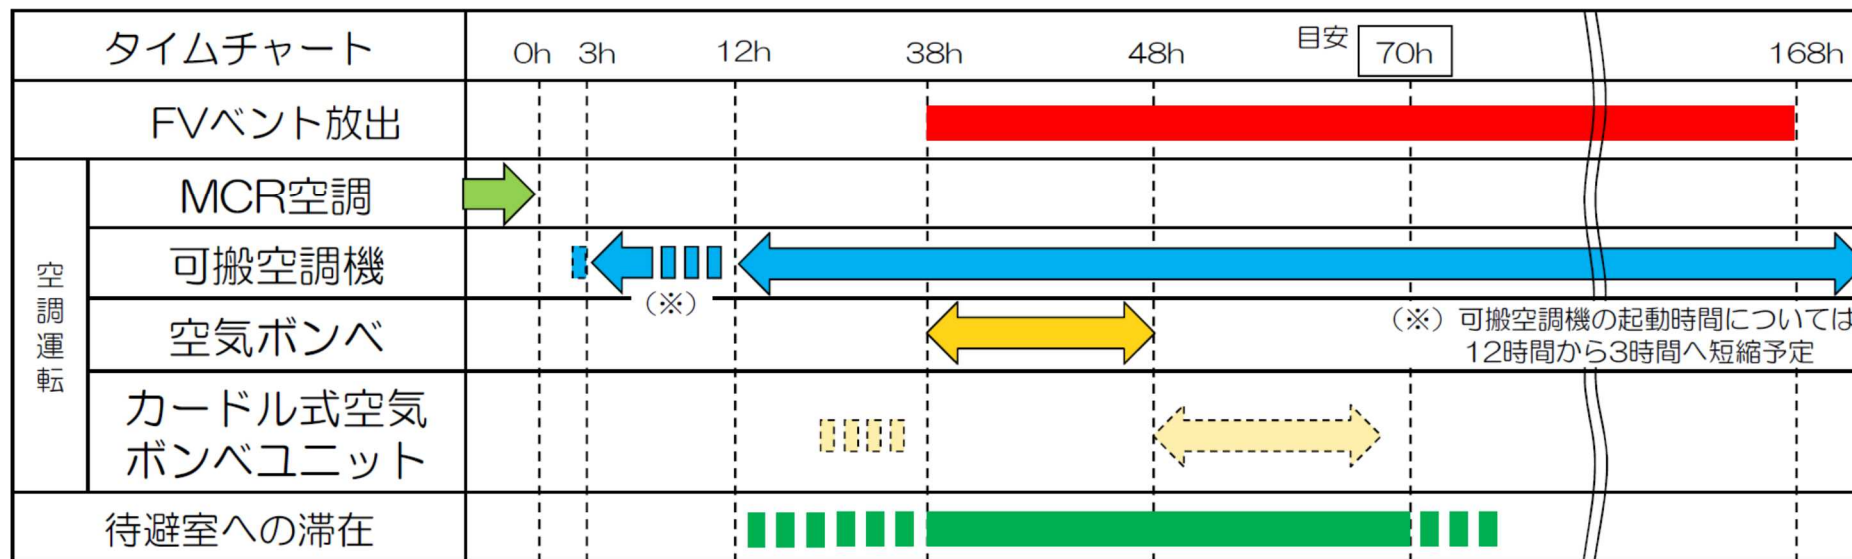 タイムチャート
0h 3h 12h 38h 48h 目安 70h 168h
FVベント放出
空調運転
MCR空調
可搬空調機
（※）
空気ボンベ
（※）可搬空調機の起動時間については
12時間から3時間へ短縮予定
カードル式空気
ボンベユニット
待避室への滞在